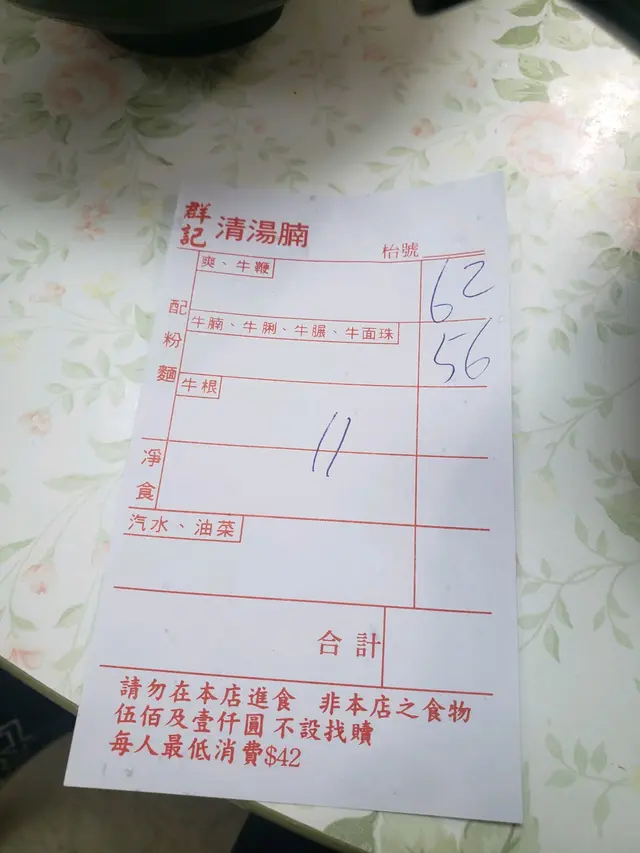 群記 清湯腩
枱號
爽、牛鞭
62
配粉麵
牛腩、牛脷、牛𦟌、牛面珠
56
牛根
11
淨食
汽水、油菜
合計
請勿在本店進食 非本店之食物
伍佰及壹仟圓 不設找贖
每人最低消費$42